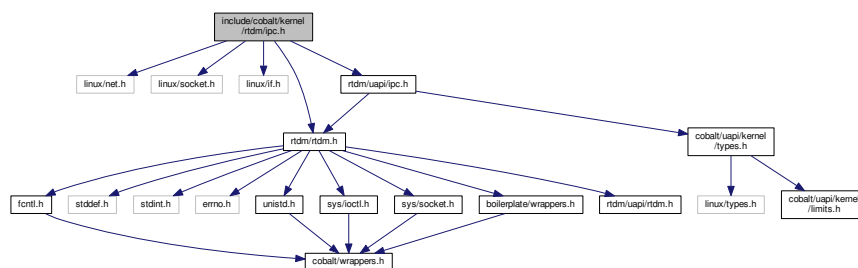 include/cobalt/kernel
/rtdm/ipc.h
linux/net.h
linux/socket.h
linux/if.h
rtdm/uapi/ipc.h
rtdm/rtdm.h
cobalt/uapi/kernel
/types.h
fcntl.h
stddef.h
stdint.h
errno.h
unistd.h
sys/ioctl.h
sys/socket.h
boilerplate/wrappers.h
rtdm/uapi/rtdm.h
linux/types.h
cobalt/uapi/kernel
/limits.h
cobalt/wrappers.h